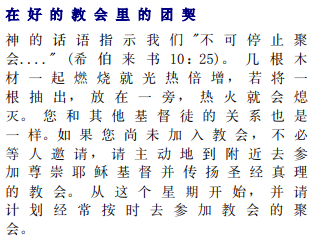 在好的教会里的团契
神的话语指示我们"不可停止聚
会...." (希伯来书 10：25)。 几根木
材一起燃烧就光热倍增，若将一
根抽出，放在一旁，热火就会熄
灭。 您和其他基督徒的关系也是
一样。如果您尚未加入教会，不必
等人邀请，请主动地到附近去参
加尊崇耶稣基督并传扬圣经真理
的教会。 从这个星期开始，并请
计划经常按时去参加教会的聚
会。